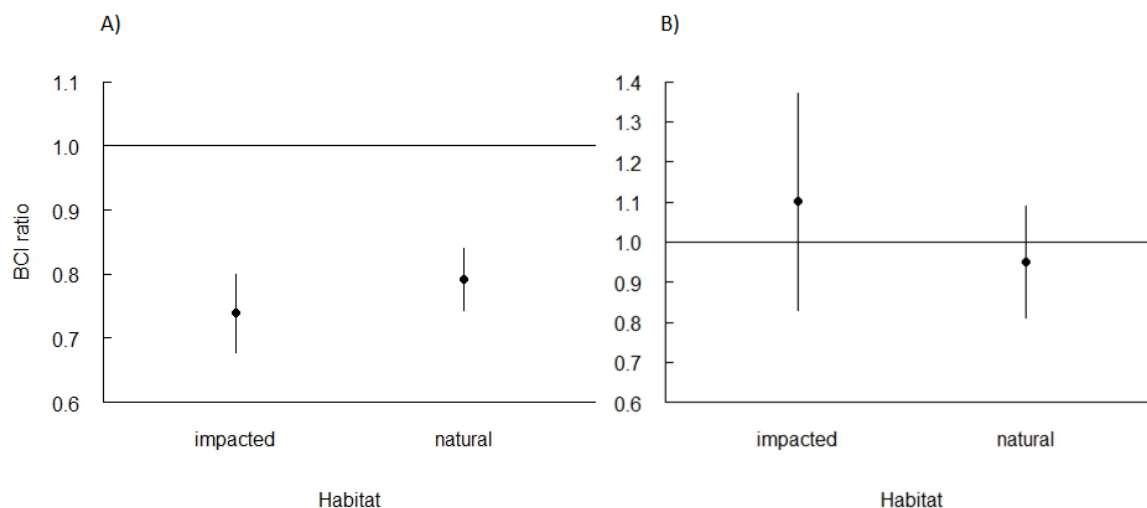 A)
BCI ratio
1.1
1.0
0.9
0.8
0.7
0.6
impacted natural
Habitat
B)
1.4
1.3
1.2
1.1
1.0
0.9
0.8
0.7
0.6
impacted natural
Habitat